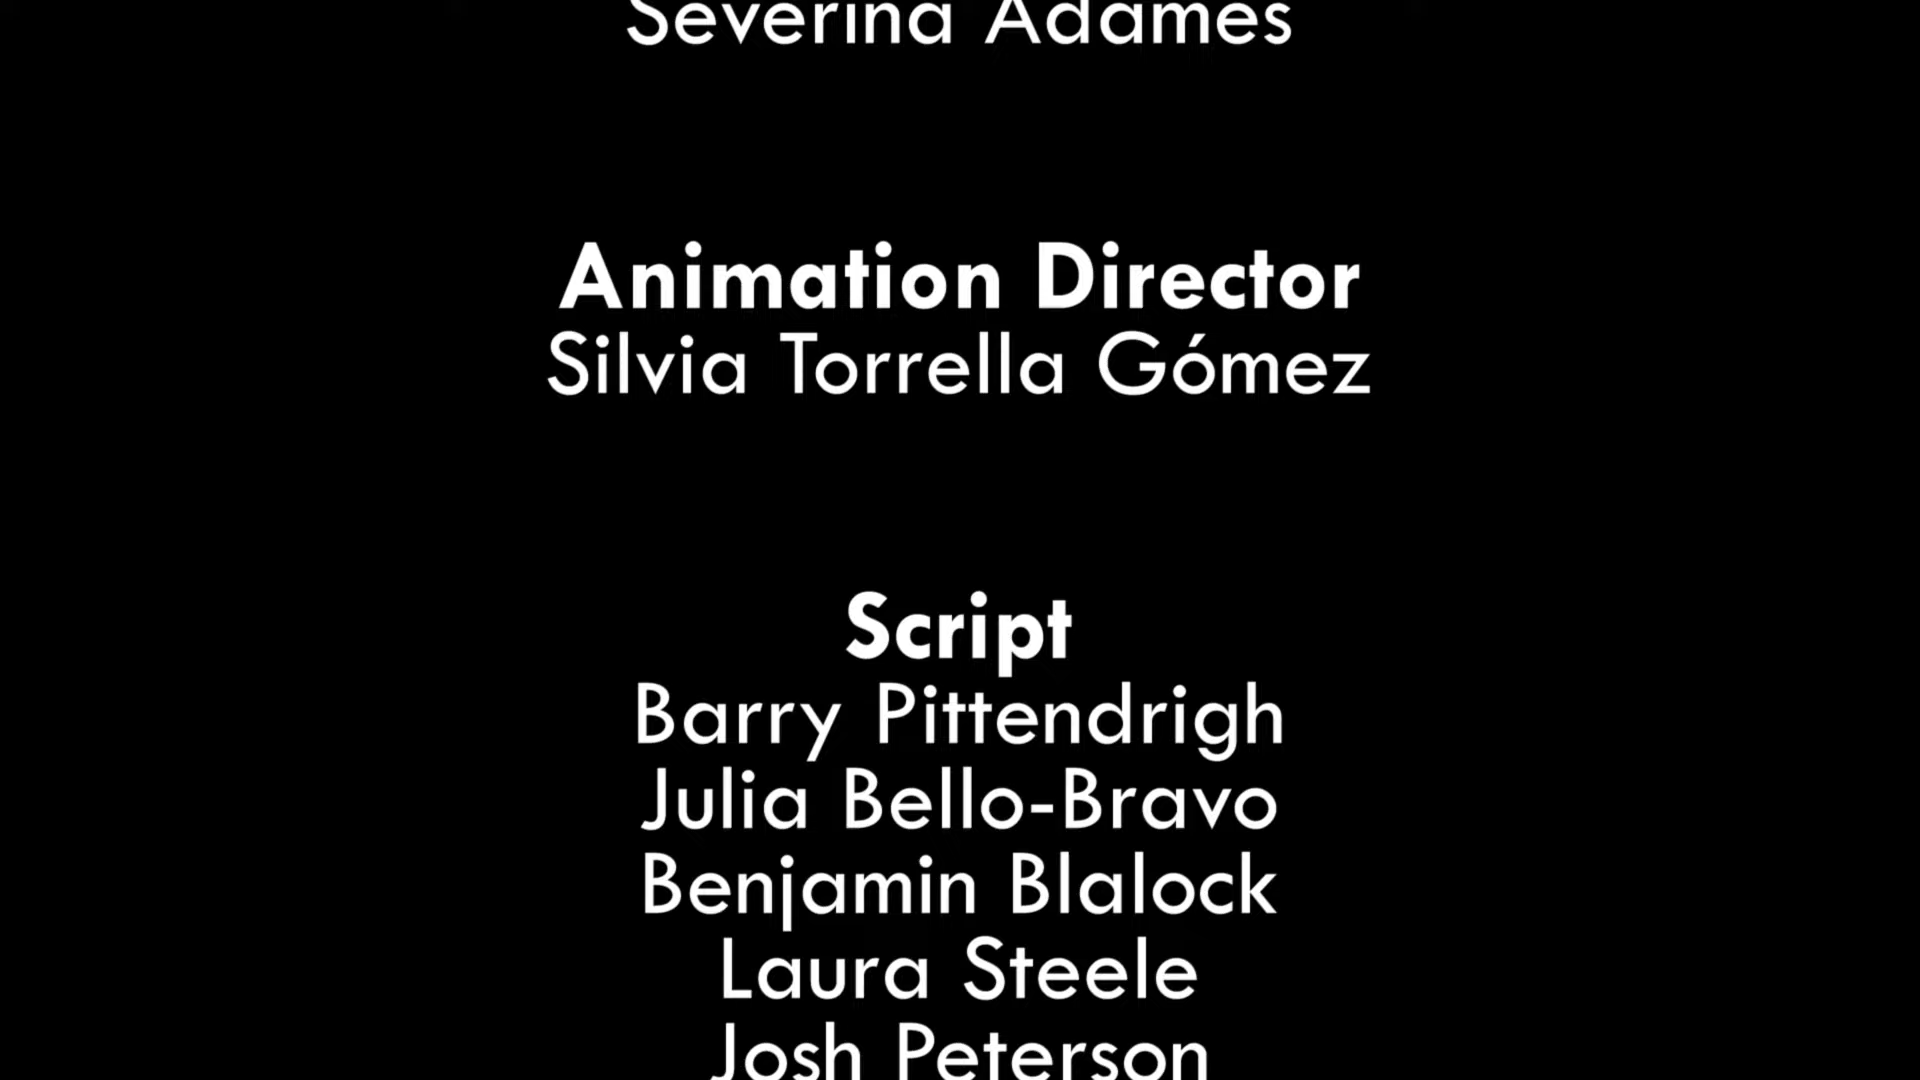 Severina Adames
Animation Director
Silvia Torrella Gómez
Script
Barry Pittendrigh
Julia Bello-Bravo
Benjamin Blalock
Laura Steele
Josh Peterson